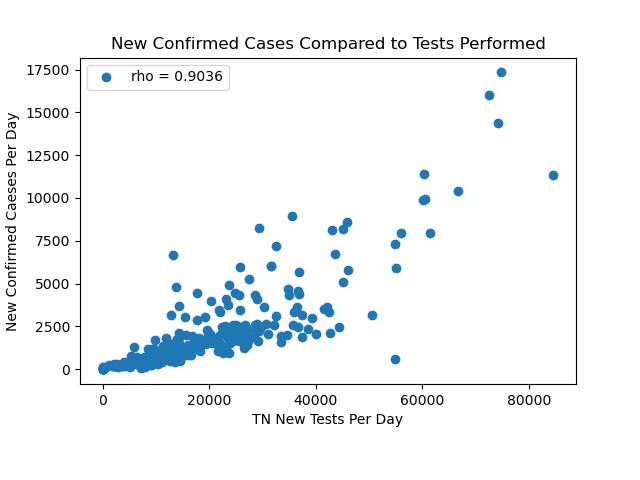 New Confirmed Cases Compared to Tests Performed
rho = 0.9036
17500
15000
12500
10000
7500
5000
2500
0
New Confirmed Caeses Per Day
0 20000 40000 60000 80000
TN New Tests Per Day